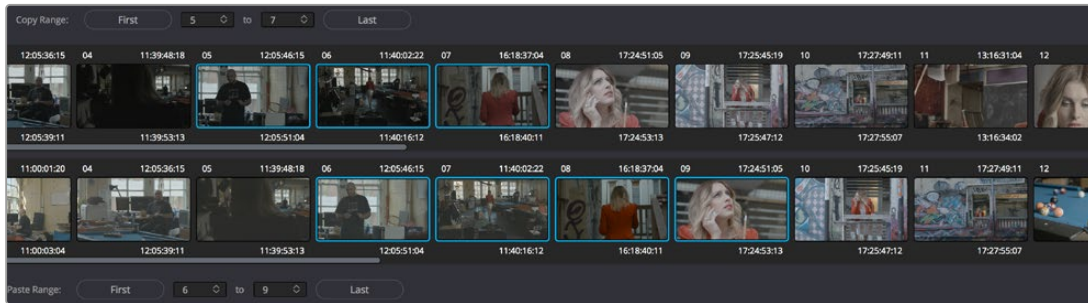 Copy Range: First 5 to 7 Last
12:05:36:15 04 11:39:48:18 05 12:05:46:15 06 11:40:02:22 07 16:18:37:04 08 17:24:51:05 09 17:25:45:19 10 17:27:49:11 11 13:16:31:04 12
12:05:39:11 11:39:53:13 12:05:51:04 11:40:16:12 16:18:40:11 17:24:53:13 17:25:47:12 17:27:55:07 13:16:34:02
11:00:01:20 04 12:05:36:15 05 11:39:48:18 06 12:05:46:15 07 11:40:02:22 08 16:18:37:04 09 17:24:51:05 10 17:25:45:19 11 17:27:49:11 12
11:00:03:04 12:05:39:11 11:39:53:13 12:05:51:04 11:40:16:12 16:18:40:11 17:24:53:13 17:25:47:12 17:27:55:07
Paste Range: First 6 to 9 Last